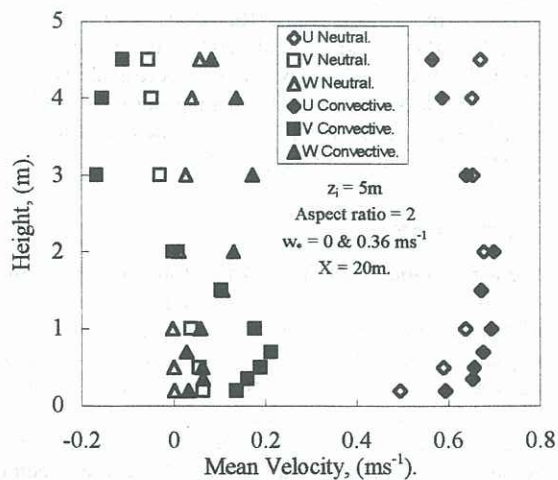 5
4
3
2
1
0
Height, (m).
U Neutral.
V Neutral.
W Neutral.
U Convective.
V Convective.
W Convective.
zᵢ = 5m
Aspect ratio = 2
w* = 0 & 0.36 ms⁻¹
X = 20m.
-0.2 0 0.2 0.4 0.6 0.8
Mean Velocity, (ms⁻¹).